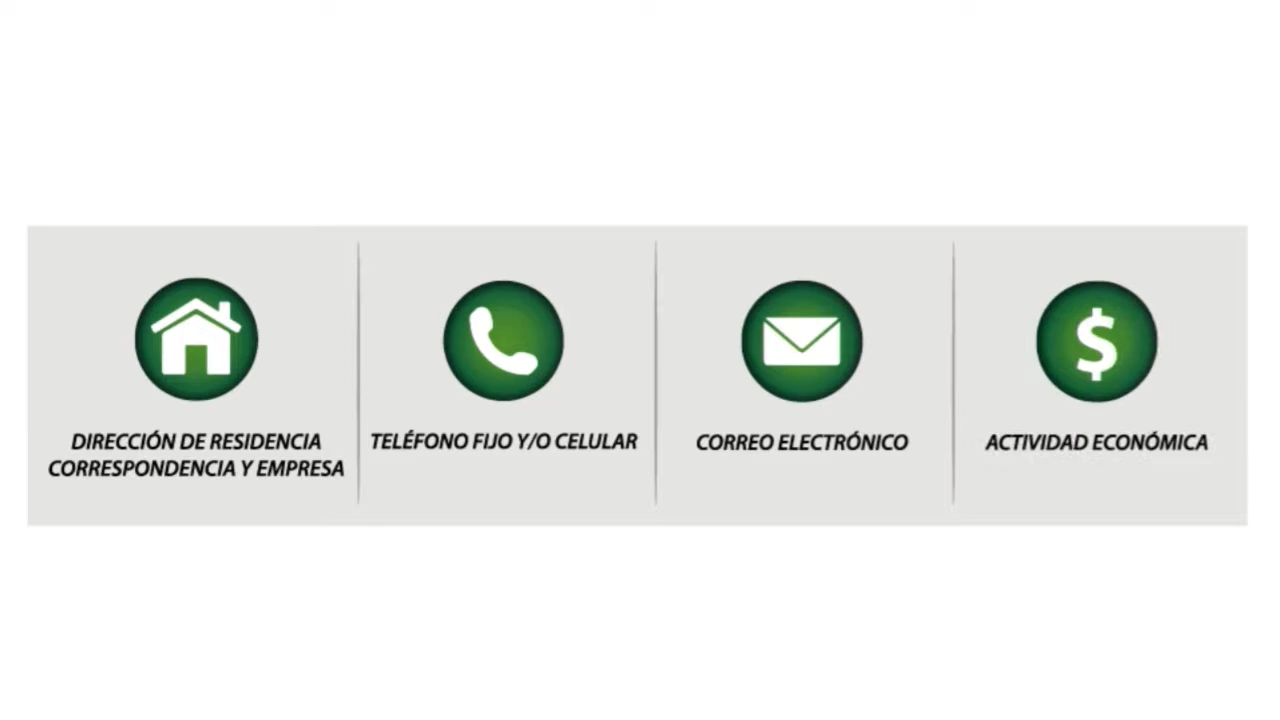 DIRECCIÓN DE RESIDENCIA
CORRESPONDENCIA Y EMPRESA
TELÉFONO FIJO Y/O CELULAR
CORREO ELECTRÓNICO
ACTIVIDAD ECONÓMICA